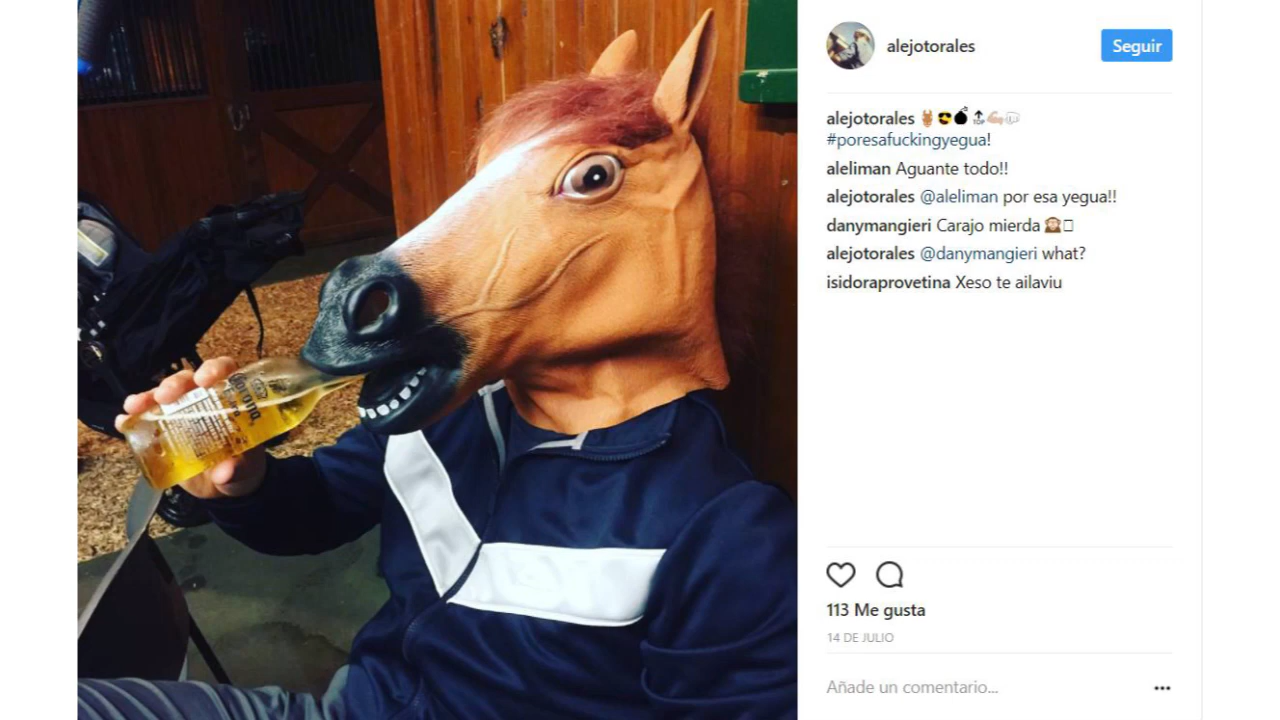 alejotorales
Seguir
alejotorales 🐴😎💣🔝💪🏻💭
#poresafuckingyegua!
aleliman Aguante todo!!
alejotorales @aleliman por esa yegua!!
danymangieri Carajo mierda 🙊
alejotorales @danymangieri what?
isidoraprovetina Xeso te ailaviu
113 Me gusta
14 DE JULIO
Añade un comentario...
Corona